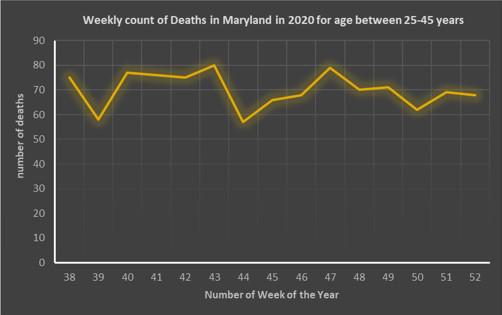 Weekly count of Deaths in Maryland in 2020 for age between 25-45 years
90
80
70
60
50
40
30
20
10
0
number of deaths
38 39 40 41 42 43 44 45 46 47 48 49 50 51 52
Number of Week of the Year